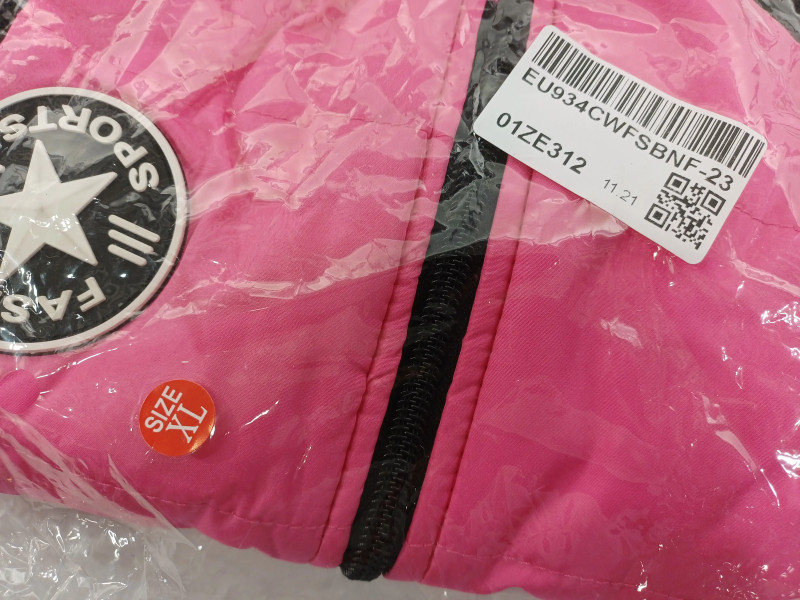 SPORTS
FAS
SIZE
XL
EU934CWFSBNF-23
01ZE312
11.21